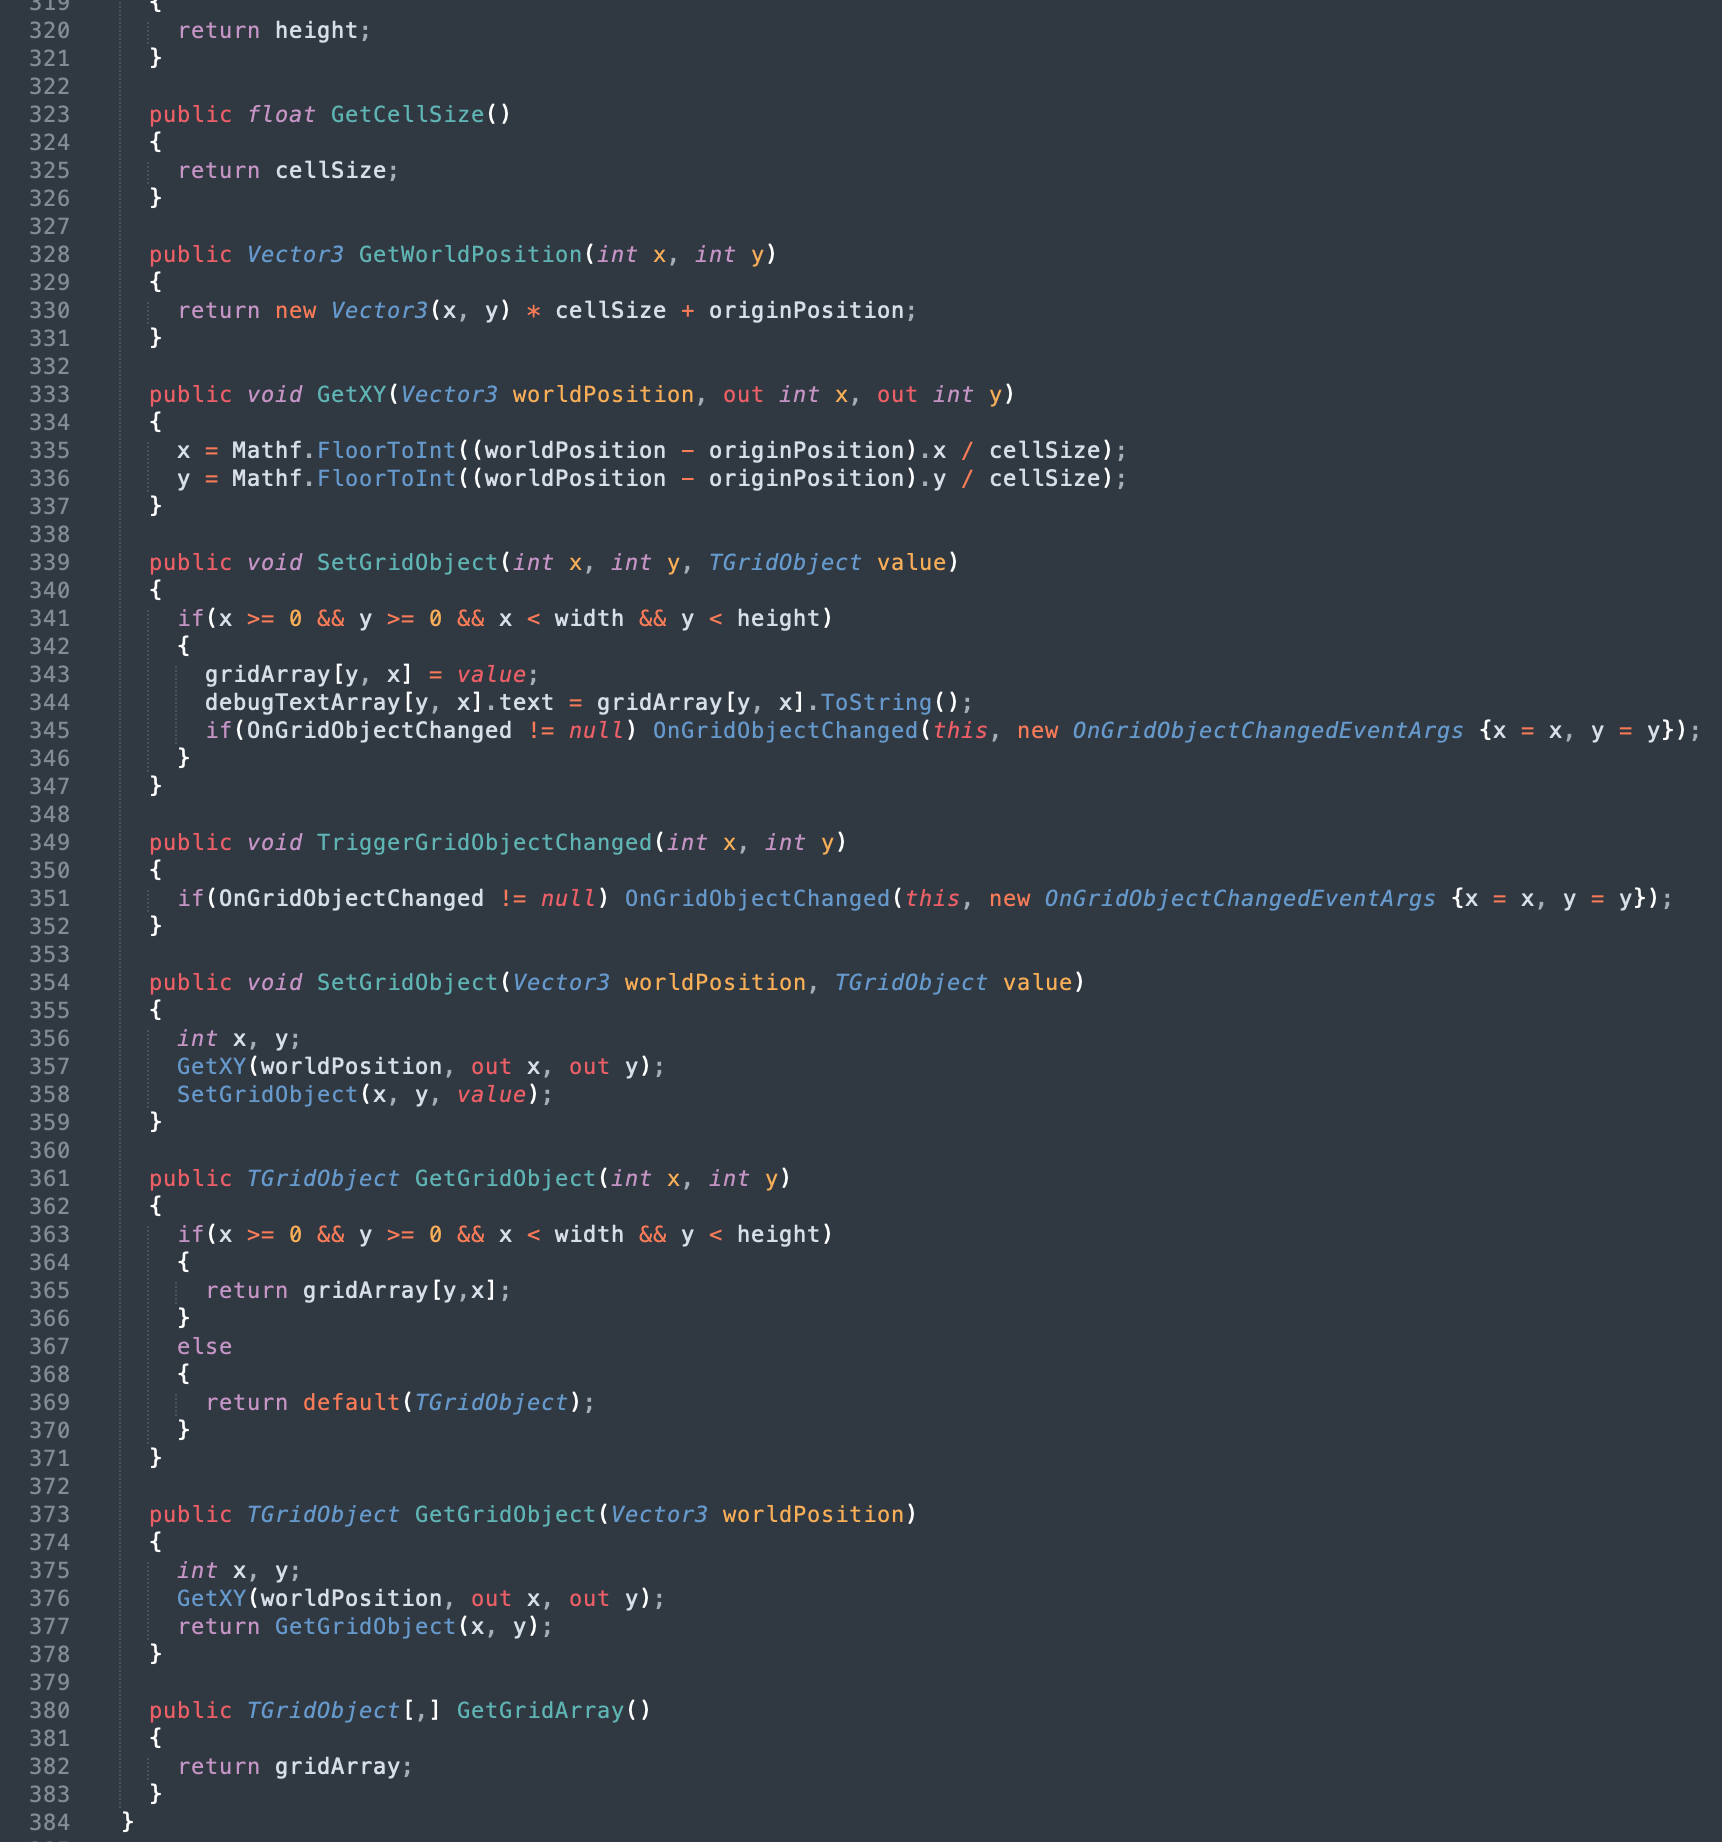 319 {
320 return height;
321 }
322
323 public float GetCellSize()
324 {
325 return cellSize;
326 }
327
328 public Vector3 GetWorldPosition(int x, int y)
329 {
330 return new Vector3(x, y) * cellSize + originPosition;
331 }
332
333 public void GetXY(Vector3 worldPosition, out int x, out int y)
334 {
335 x = Mathf.FloorToInt((worldPosition - originPosition).x / cellSize);
336 y = Mathf.FloorToInt((worldPosition - originPosition).y / cellSize);
337 }
338
339 public void SetGridObject(int x, int y, TGridObject value)
340 {
341 if(x >= 0 && y >= 0 && x < width && y < height)
342 {
343 gridArray[y, x] = value;
344 debugTextArray[y, x].text = gridArray[y, x].ToString();
345 if(OnGridObjectChanged != null) OnGridObjectChanged(this, new OnGridObjectChangedEventArgs {x = x, y = y});
346 }
347 }
348
349 public void TriggerGridObjectChanged(int x, int y)
350 {
351 if(OnGridObjectChanged != null) OnGridObjectChanged(this, new OnGridObjectChangedEventArgs {x = x, y = y});
352 }
353
354 public void SetGridObject(Vector3 worldPosition, TGridObject value)
355 {
356 int x, y;
357 GetXY(worldPosition, out x, out y);
358 SetGridObject(x, y, value);
359 }
360
361 public TGridObject GetGridObject(int x, int y)
362 {
363 if(x >= 0 && y >= 0 && x < width && y < height)
364 {
365 return gridArray[y,x];
366 }
367 else
368 {
369 return default(TGridObject);
370 }
371 }
372
373 public TGridObject GetGridObject(Vector3 worldPosition)
374 {
375 int x, y;
376 GetXY(worldPosition, out x, out y);
377 return GetGridObject(x, y);
378 }
379
380 public TGridObject[,] GetGridArray()
381 {
382 return gridArray;
383 }
384 }